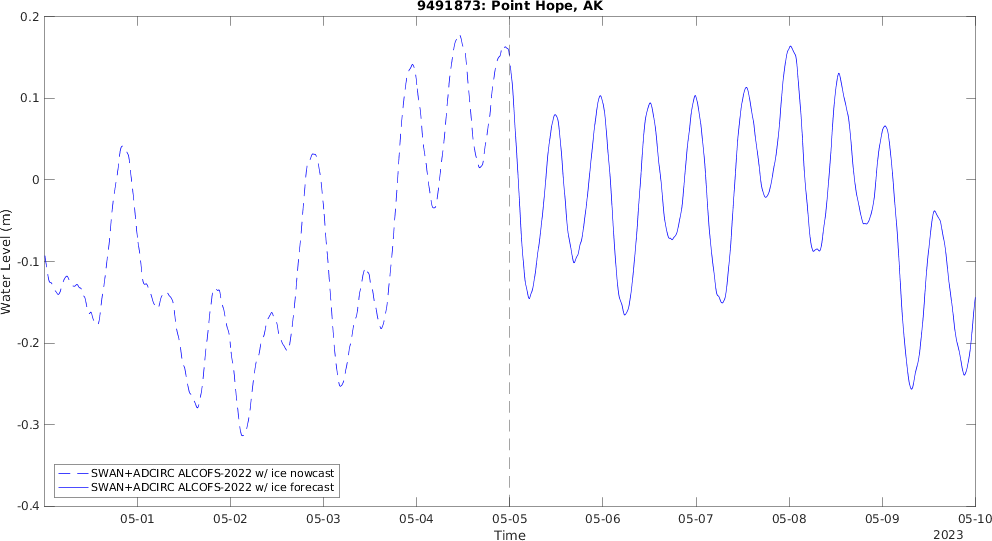 9491873: Point Hope, AK
0.2
0.1
0
-0.1
-0.2
-0.3
-0.4
Water Level (m)
SWAN+ADCIRC ALCOFS-2022 w/ ice nowcast
SWAN+ADCIRC ALCOFS-2022 w/ ice forecast
05-01 05-02 05-03 05-04 05-05 05-06 05-07 05-08 05-09 05-10
Time
2023